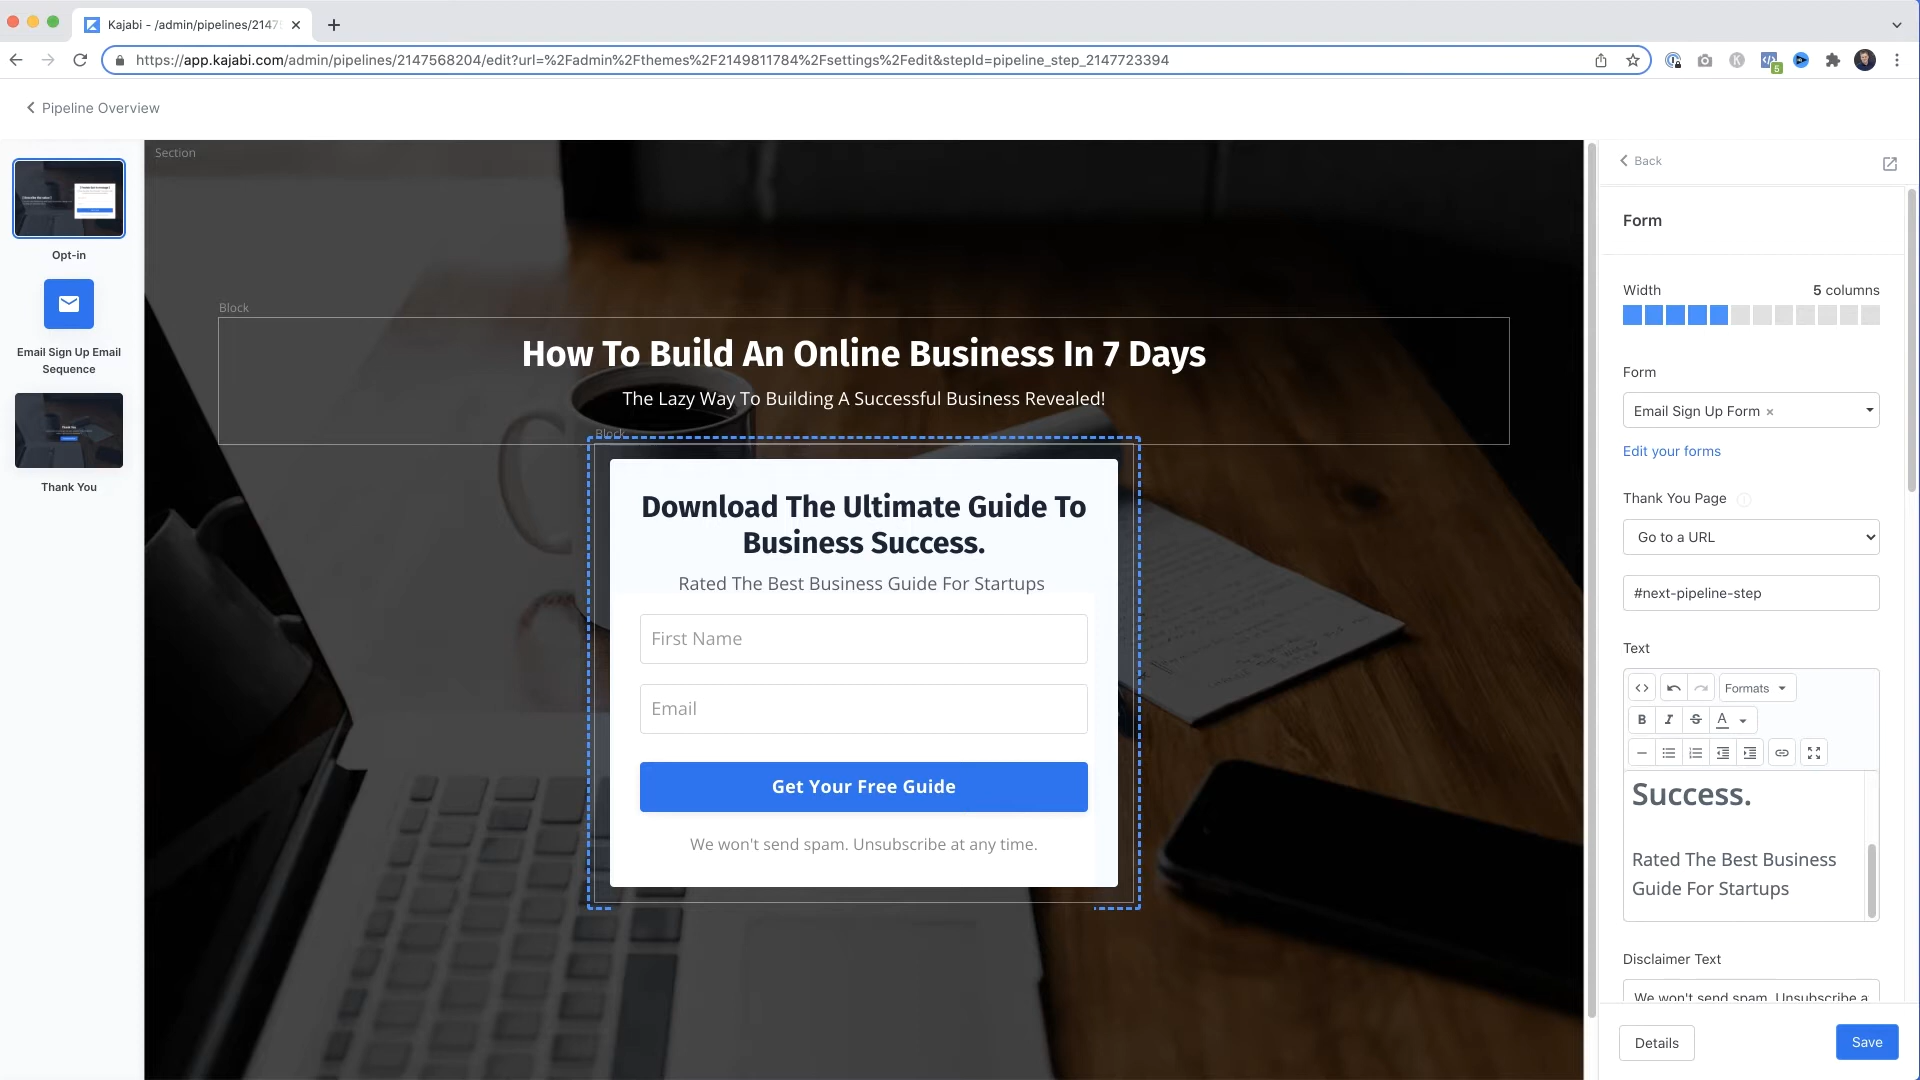 Kajabi - /admin/pipelines/2147
https://app.kajabi.com/admin/pipelines/2147568204/edit?url=%2Fadmin%2Fthemes%2F2149811784%2Fsettings%2Fedit&stepId=pipeline_step_2147723394
5
Pipeline Overview
Opt-in
Email Sign Up Email
Sequence
Thank You
Section
Block
How To Build An Online Business In 7 Days
The Lazy Way To Building A Successful Business Revealed!
Block
Download The Ultimate Guide To
Business Success.
Rated The Best Business Guide For Startups
First Name
Email
Get Your Free Guide
We won't send spam. Unsubscribe at any time.
Back
Form
Width 5 columns
Form
Email Sign Up Form ×
Edit your forms
Thank You Page
Go to a URL
#next-pipeline-step
Text
Formats
B I S A
Success.
Rated The Best Business
Guide For Startups
Disclaimer Text
We won't send spam. Unsubscribe a
Details
Save